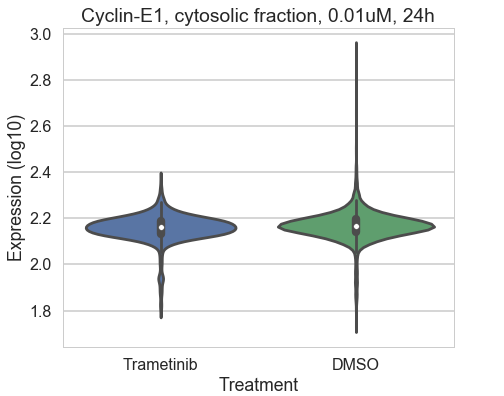 Cyclin-E1, cytosolic fraction, 0.01uM, 24h
3.0
2.8
2.6
2.4
2.2
2.0
1.8
Expression (log10)
Trametinib DMSO
Treatment